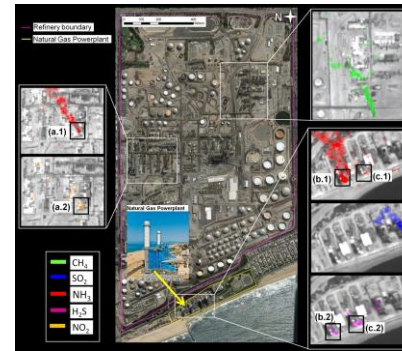 Refinery boundary
Natural Gas Powerplant
N
(a.1)
(a.2)
(b.1)
(c.1)
(b.2)
(c.2)
Natural Gas Powerplant
CH₄
SO₂
NH₃
H₂S
NO₂